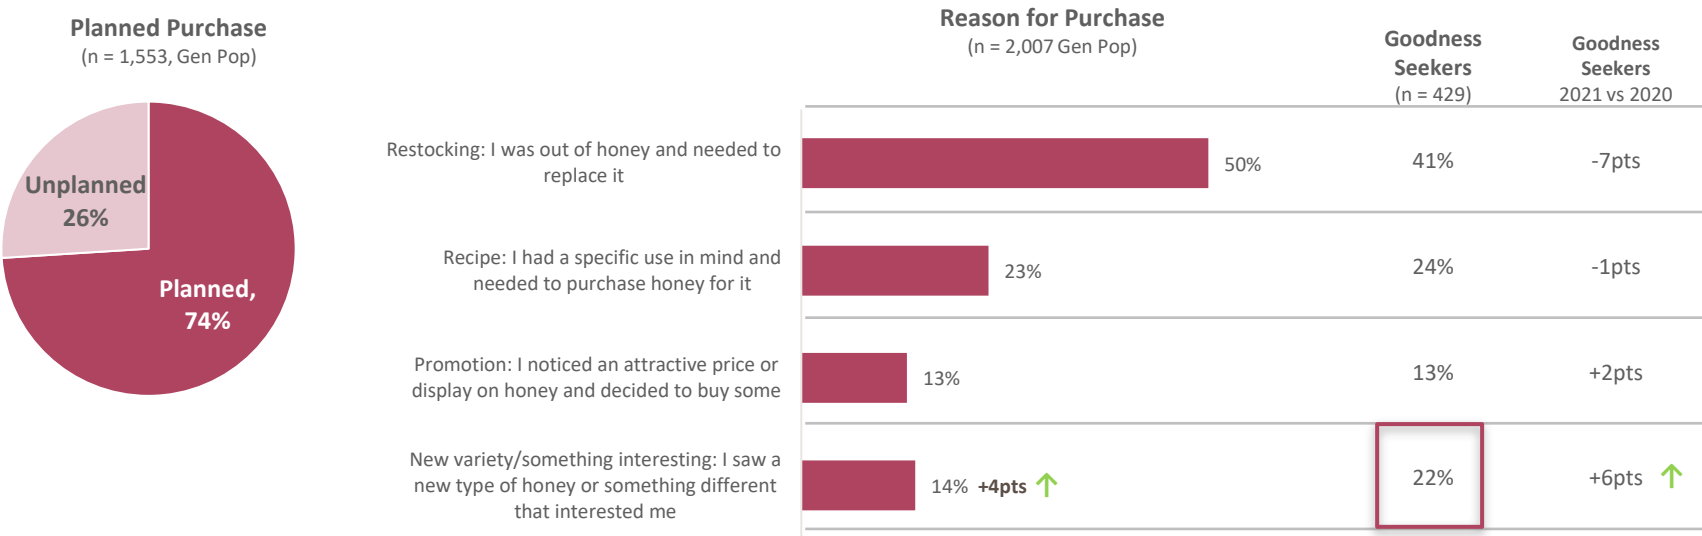 Planned Purchase
(n = 1,553, Gen Pop)
Unplanned
26%
Planned,
74%
Reason for Purchase
(n = 2,007 Gen Pop)
Goodness
Seekers
(n = 429)
Goodness
Seekers
2021 vs 2020
Restocking: I was out of honey and needed to
replace it
50%
41%
-7pts
Recipe: I had a specific use in mind and
needed to purchase honey for it
23%
24%
-1pts
Promotion: I noticed an attractive price or
display on honey and decided to buy some
13%
13%
+2pts
New variety/something interesting: I saw a
new type of honey or something different
that interested me
14% +4pts
22%
+6pts